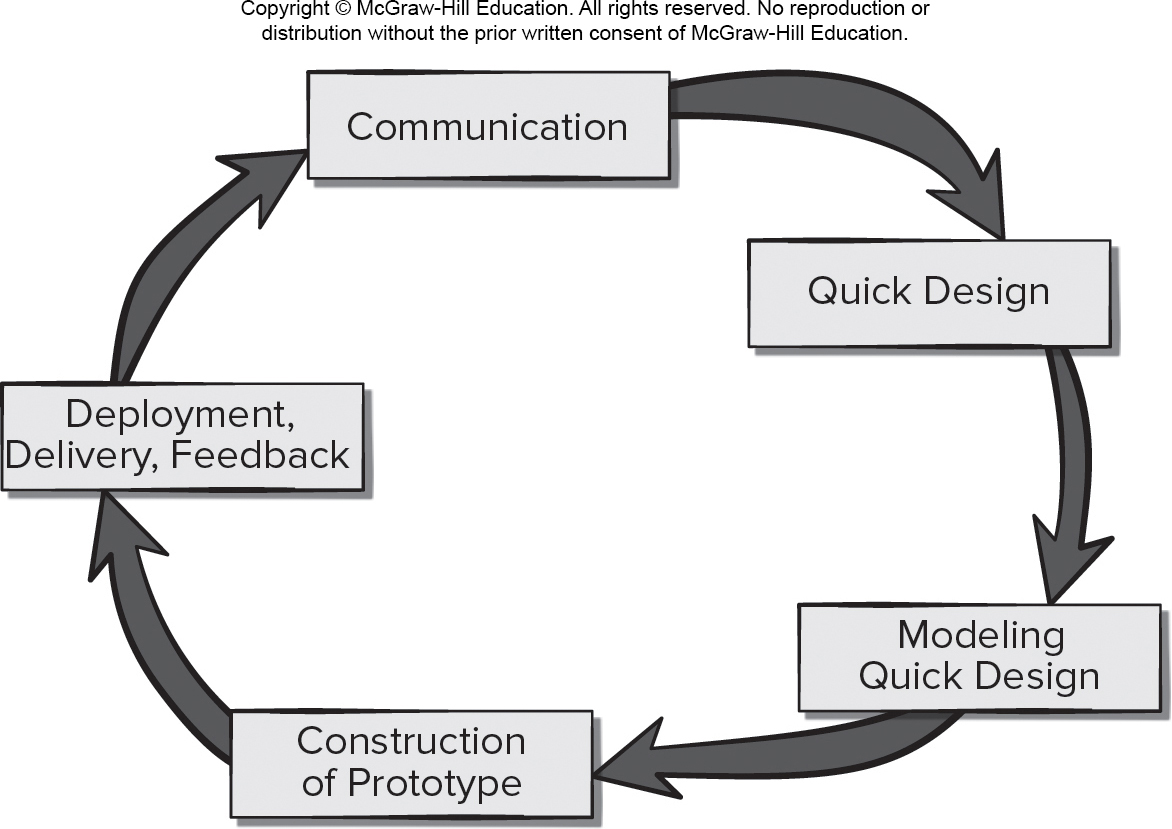 Copyright © McGraw-Hill Education. All rights reserved. No reproduction or
distribution without the prior written consent of McGraw-Hill Education.
Communication
Quick Design
Modeling
Quick Design
Construction
of Prototype
Deployment,
Delivery, Feedback